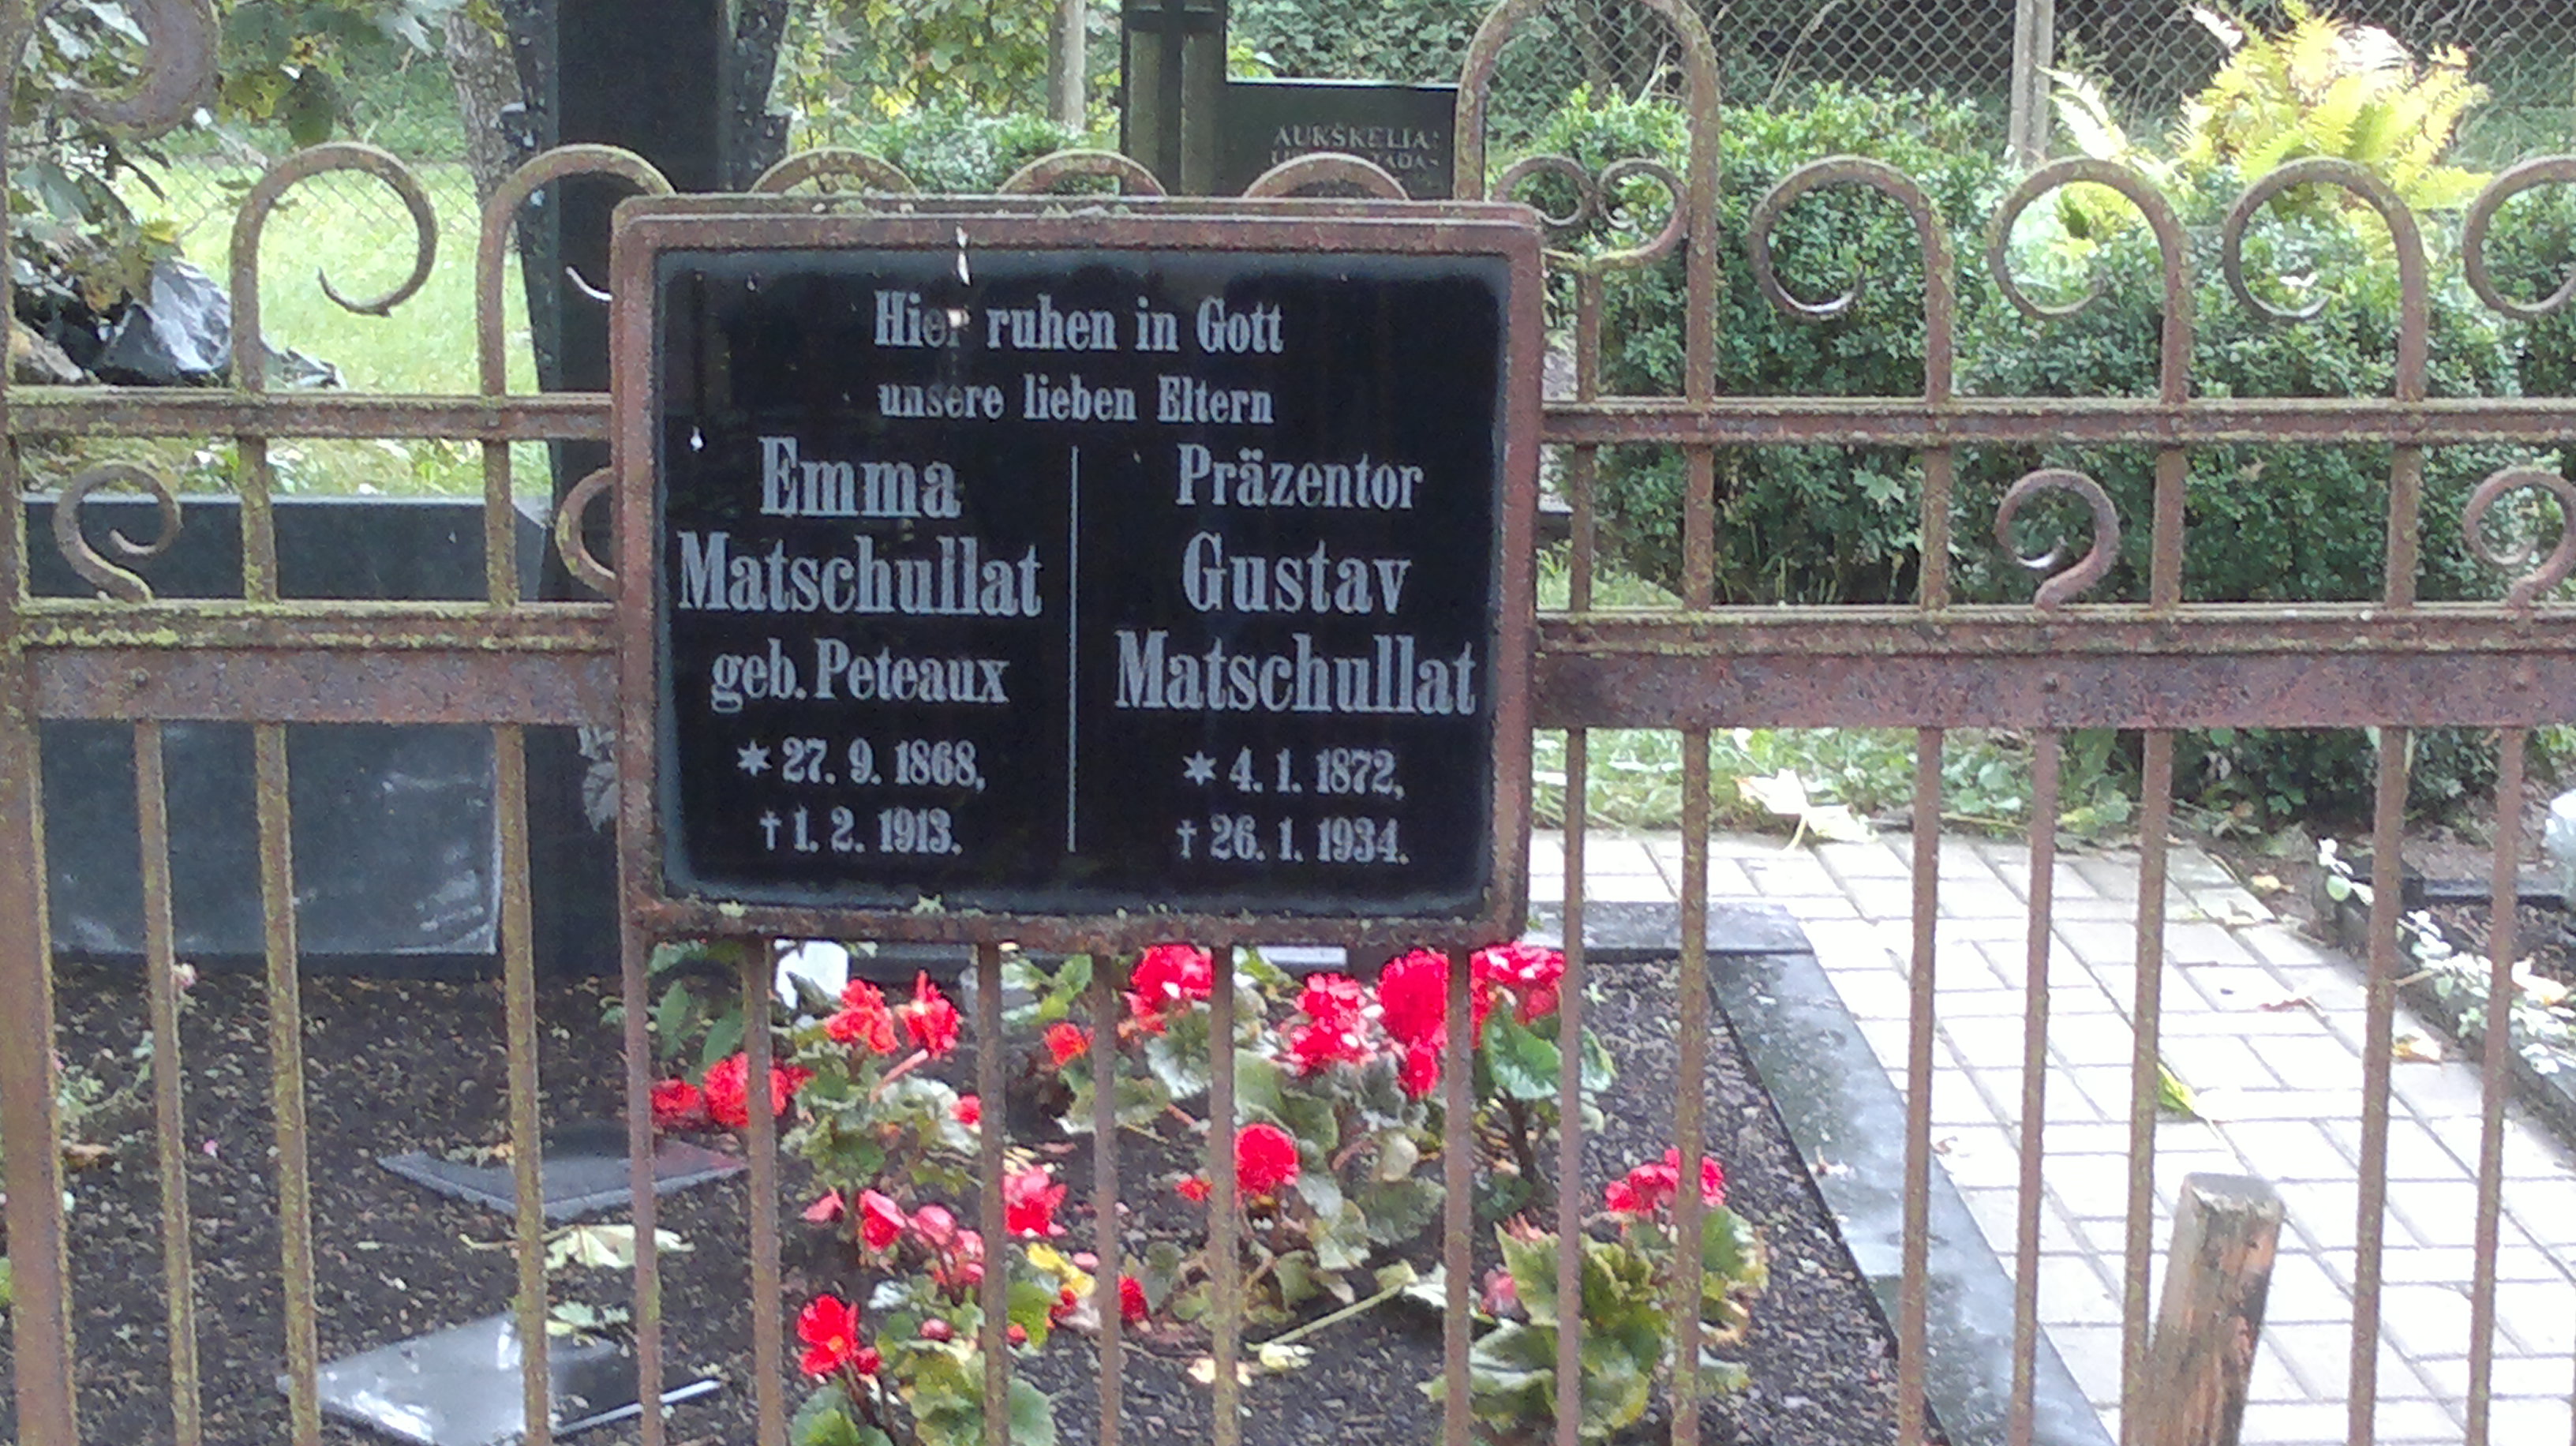 AUKŠKELIA
Hier ruhen in Gott
unsere lieben Eltern
Emma
Matschullat
geb. Peteaux
* 27. 9. 1868,
† 1. 2. 1913.
Präzentor
Gustav
Matschullat
* 4. 1. 1872,
† 26. 1. 1934.